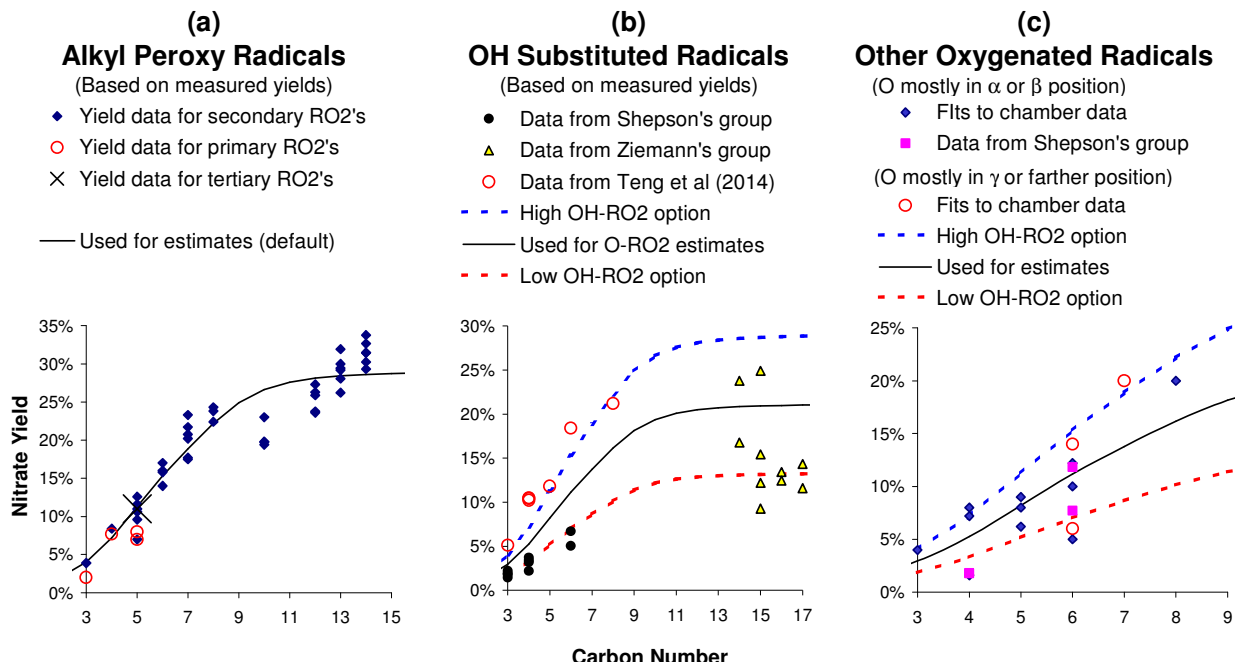 (a)
Alkyl Peroxy Radicals
(Based on measured yields)
Yield data for secondary RO2's
Yield data for primary RO2's
Yield data for tertiary RO2's
Used for estimates (default)
35%
30%
25%
20%
15%
10%
5%
0%
3 5 7 9 11 13 15
Nitrate Yield
(b)
OH Substituted Radicals
(Based on measured yields)
Data from Shepson's group
Data from Ziemann's group
Data from Teng et al (2014)
High OH-RO2 option
Used for O-RO2 estimates
Low OH-RO2 option
30%
25%
20%
15%
10%
5%
0%
3 5 7 9 11 13 15 17
Carbon Number
(c)
Other Oxygenated Radicals
(O mostly in α or β position)
FIts to chamber data
Data from Shepson's group
(O mostly in γ or farther position)
Fits to chamber data
High OH-RO2 option
Used for estimates
Low OH-RO2 option
25%
20%
15%
10%
5%
0%
3 4 5 6 7 8 9